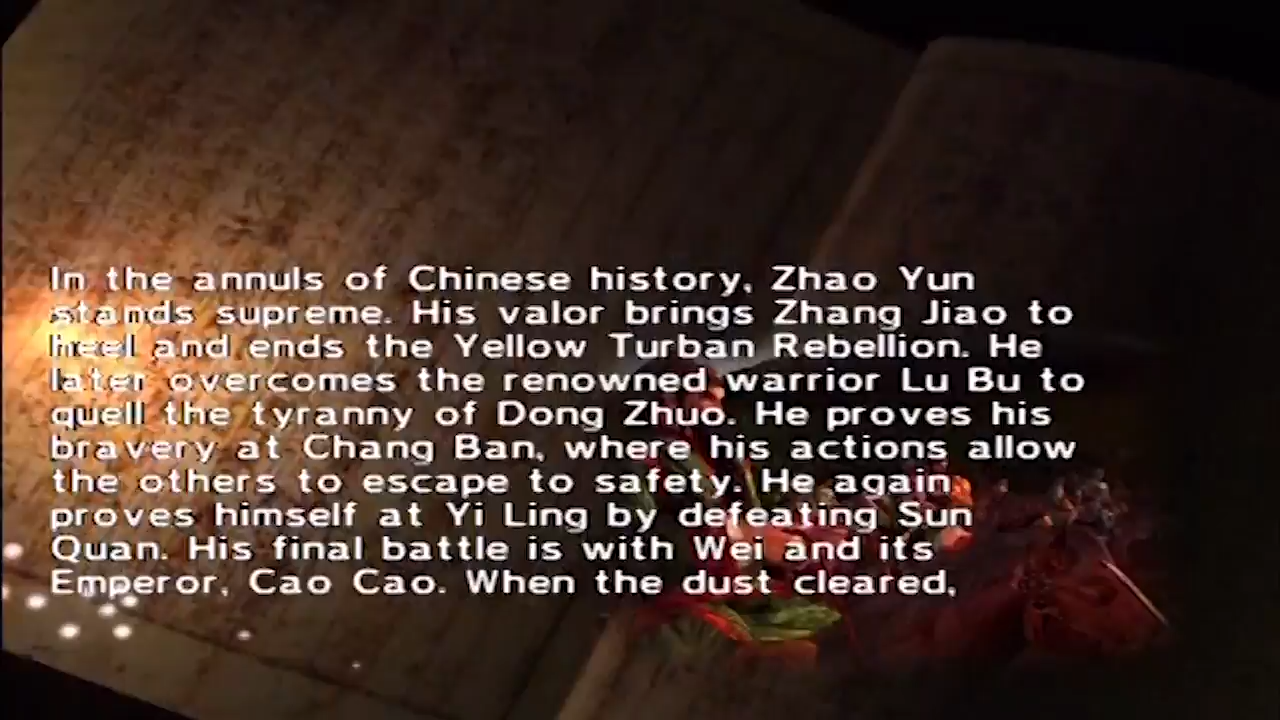 In the annuls of Chinese history, Zhao Yun
stands supreme. His valor brings Zhang Jiao to
heel and ends the Yellow Turban Rebellion. He
later overcomes the renowned warrior Lu Bu to
quell the tyranny of Dong Zhuo. He proves his
bravery at Chang Ban, where his actions allow
the others to escape to safety. He again
proves himself at Yi Ling by defeating Sun
Quan. His final battle is with Wei and its
Emperor, Cao Cao. When the dust cleared,